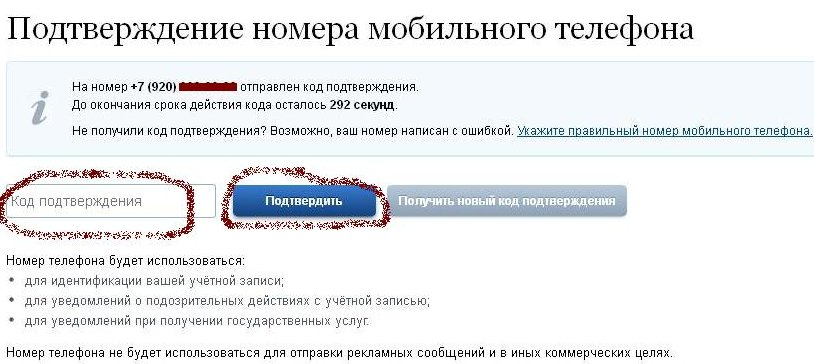 Подтверждение номера мобильного телефона
На номер +7 (920) отправлен код подтверждения.
До окончания срока действия кода осталось 292 секунд.
Не получили код подтверждения? Возможно, ваш номер написан с ошибкой. Укажите правильный номер мобильного телефона.
Код подтверждения Подтвердить Получить новый код подтверждения
Номер телефона будет использоваться:
• для идентификации вашей учётной записи;
• для уведомлений о подозрительных действиях с учётной записью;
• для уведомлений при получении государственных услуг.
Номер телефона не будет использоваться для отправки рекламных сообщений и в иных коммерческих целях.